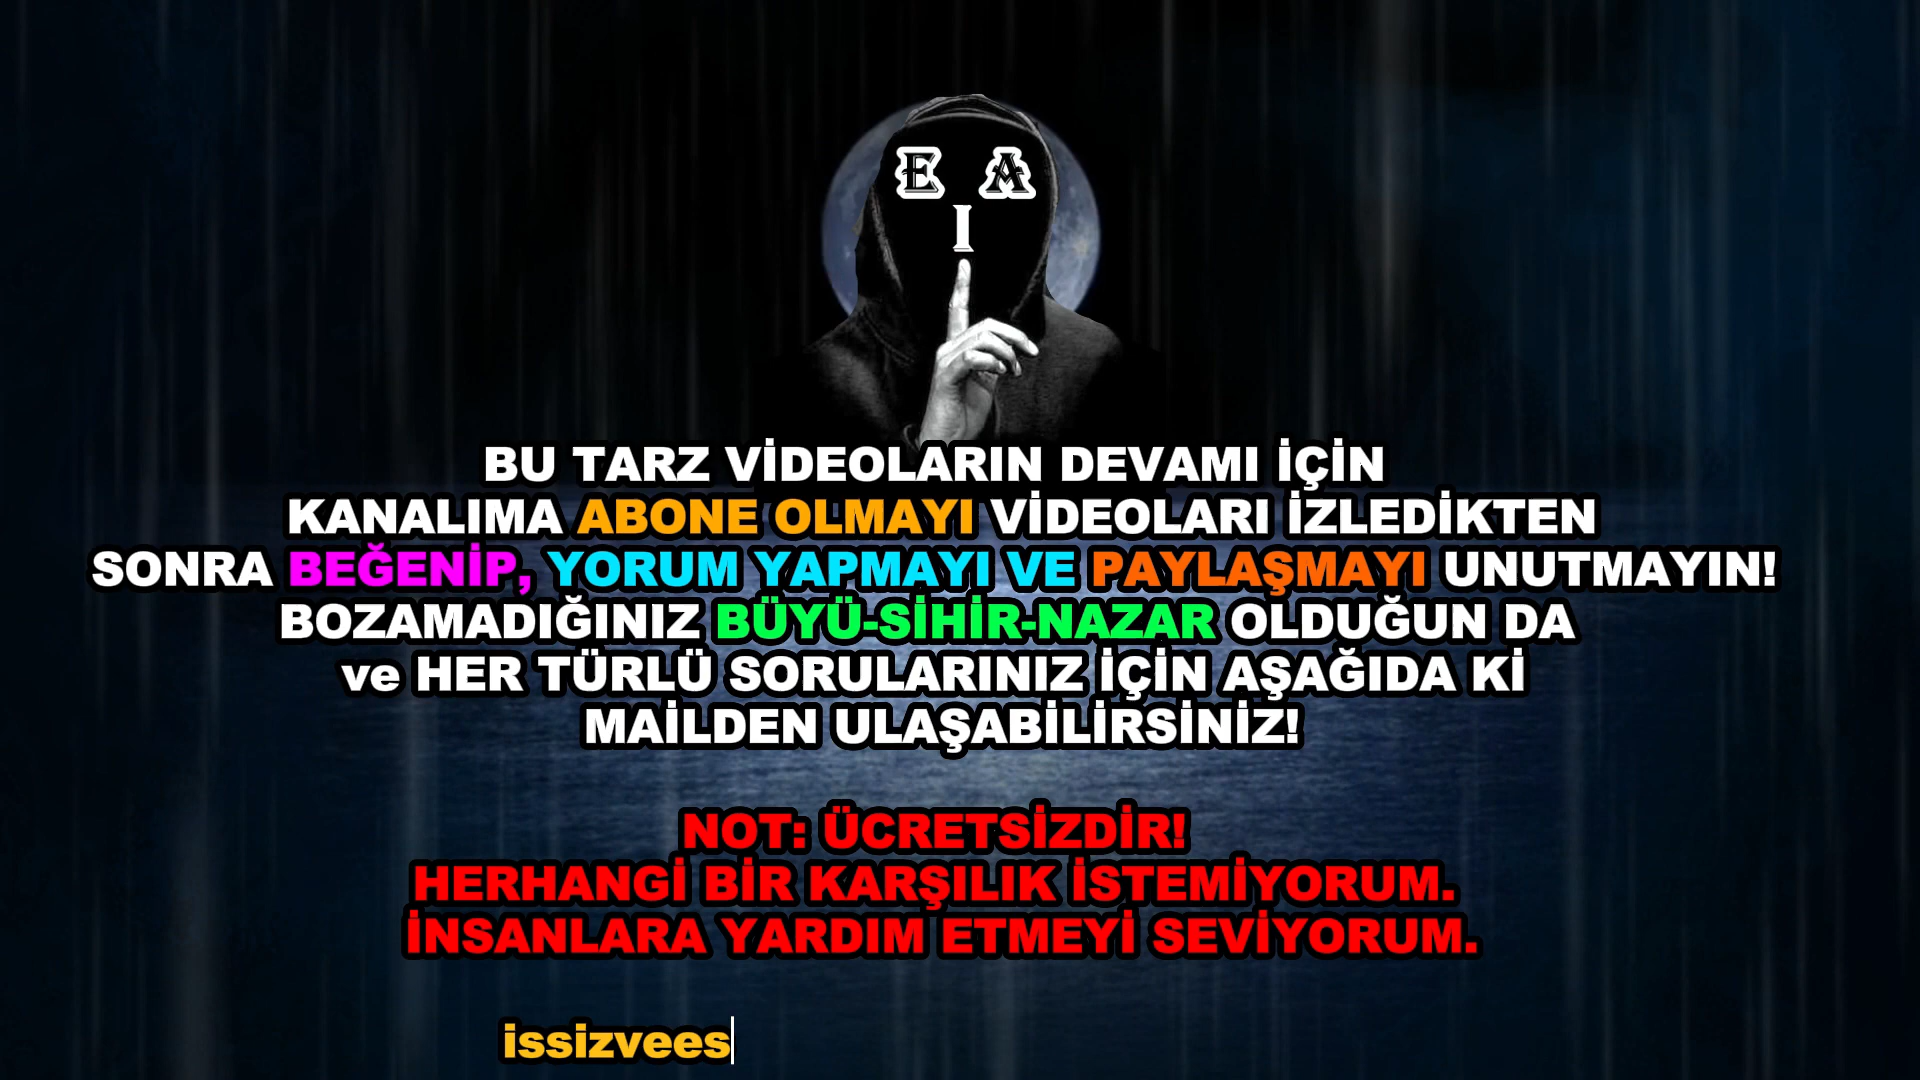 E A
I
BU TARZ VİDEOLARIN DEVAMI İÇİN
KANALIMA ABONE OLMAYI VİDEOLARI İZLEDİKTEN
SONRA BEĞENİP, YORUM YAPMAYI VE PAYLAŞMAYI UNUTMAYIN!
BOZAMADIĞINIZ BÜYÜ-SİHİR-NAZAR OLDUĞUN DA
ve HER TÜRLÜ SORULARINIZ İÇİN AŞAĞIDA Kİ
MAİLDEN ULAŞABİLİRSİNİZ!
NOT: ÜCRETSİZDİR!
HERHANGİ BİR KARŞILIK İSTEMİYORUM.
İNSANLARA YARDIM ETMEYİ SEVİYORUM.
issizvees